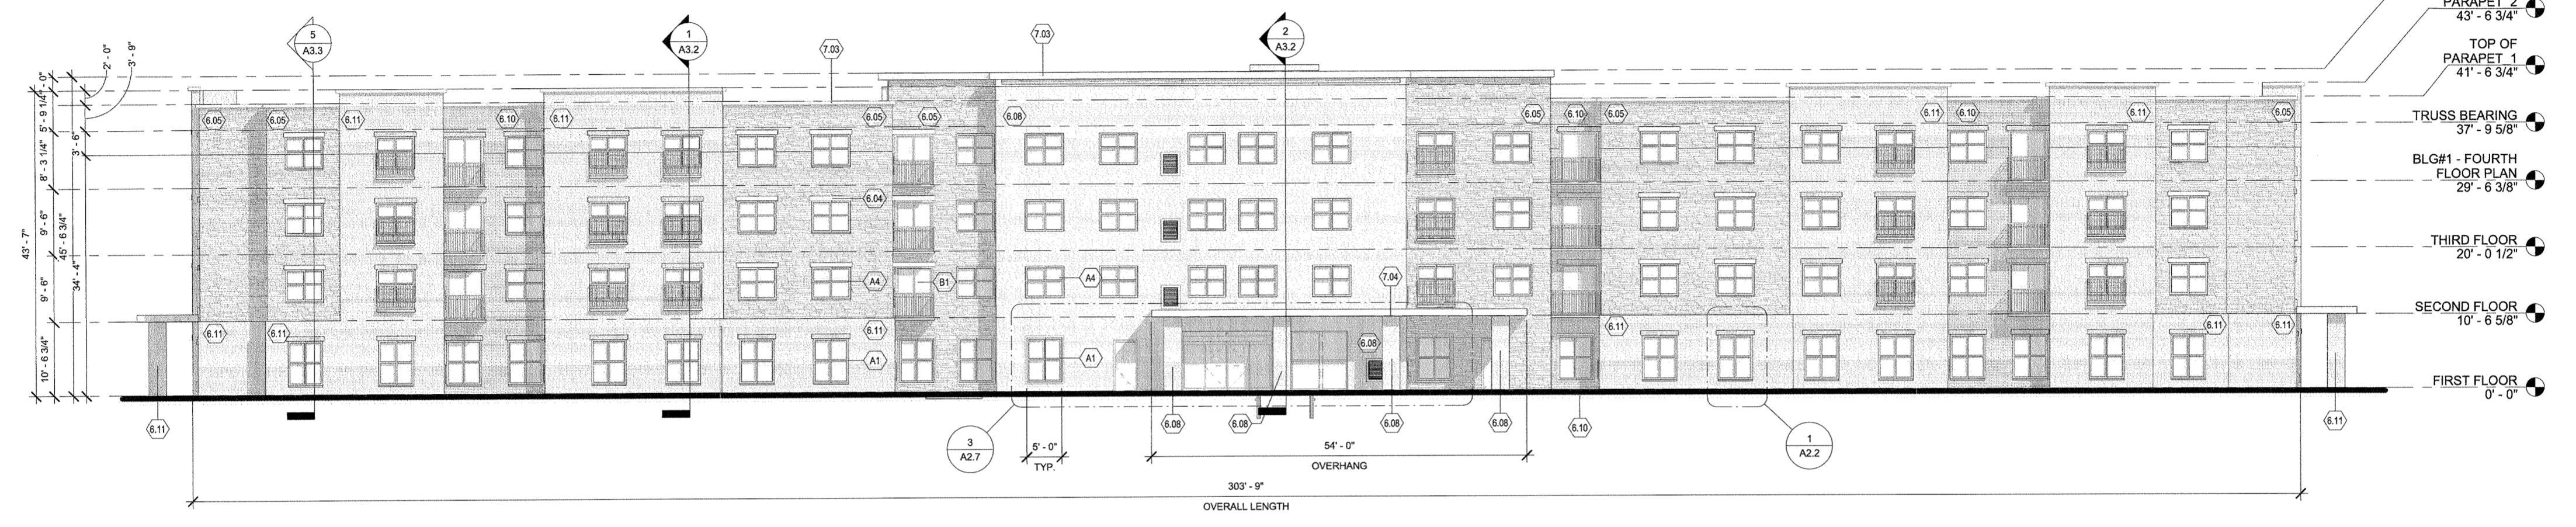 PARAPET 2
43' - 6 3/4"
TOP OF
PARAPET 1
41' - 6 3/4"
TRUSS BEARING
37' - 9 5/8"
BLG#1 - FOURTH
FLOOR PLAN
29' - 6 3/8"
THIRD FLOOR
20' - 0 1/2"
SECOND FLOOR
10' - 6 5/8"
FIRST FLOOR
0' - 0"
5
A3.3
1
A3.2
2
A3.2
7.03
7.03
2' - 0"
3' - 9"
5' - 9 1/4"
3' - 6"
8' - 3 1/4"
9' - 6"
45' - 6 3/4"
43' - 7"
34' - 4"
9' - 6"
10' - 6 3/4"
6.05
6.05
6.11
6.10
6.11
6.05
6.05
6.08
6.05
6.10
6.05
6.11
6.10
6.11
6.05
6.04
A4
B1
A4
7.04
6.11
6.11
6.11
6.11
6.11
6.11
A1
A1
6.08
6.11
6.08
6.08
6.08
6.08
6.10
6.11
3
A2.7
1
A2.2
5' - 0"
TYP.
54' - 0"
OVERHANG
303' - 9"
OVERALL LENGTH